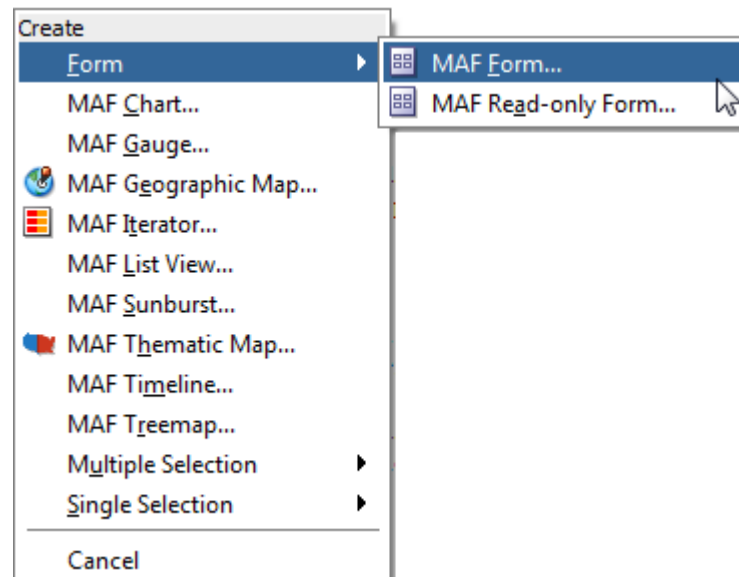 Create
Form
MAF Form...
MAF Read-only Form...
MAF Chart...
MAF Gauge...
MAF Geographic Map...
MAF Iterator...
MAF List View...
MAF Sunburst...
MAF Thematic Map...
MAF Timeline...
MAF Treemap...
Multiple Selection
Single Selection
Cancel